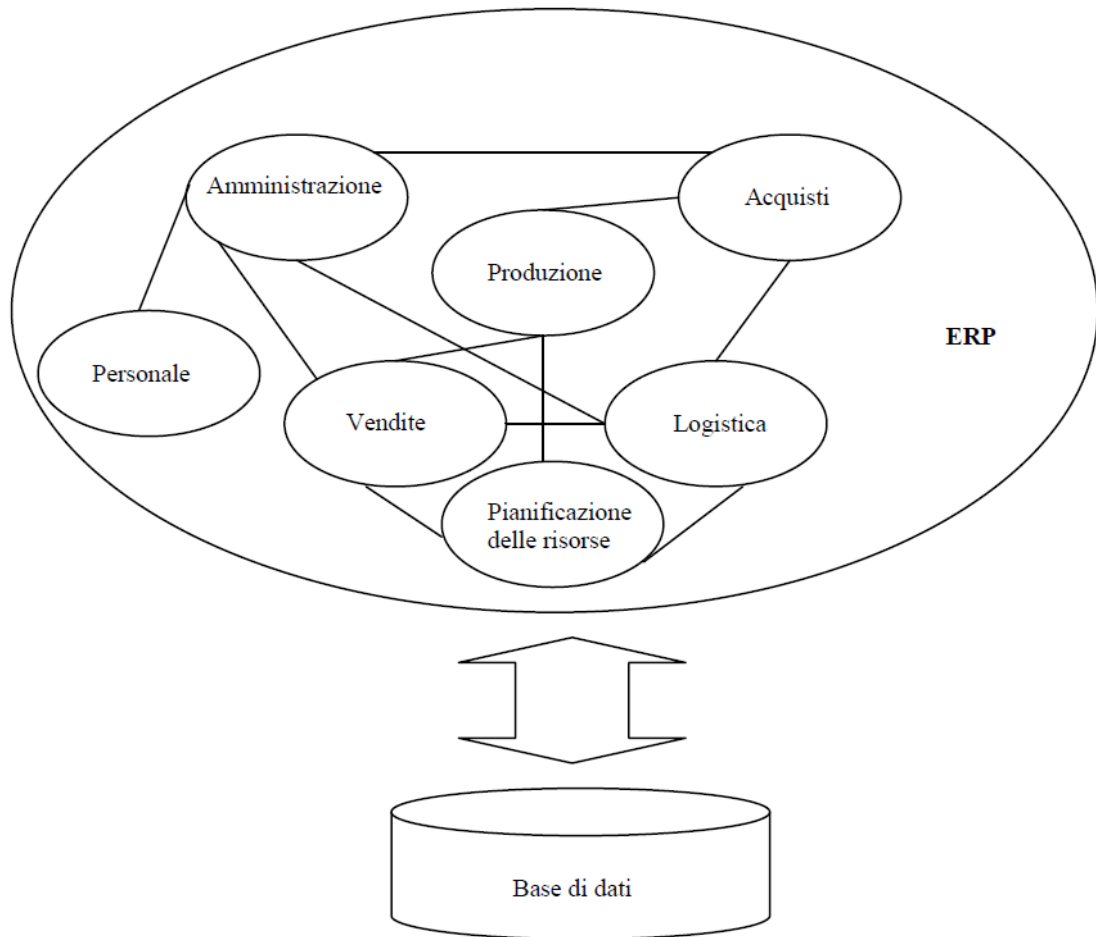 Amministrazione
Acquisti
Produzione
ERP
Personale
Vendite
Logistica
Pianificazione
delle risorse
Base di dati